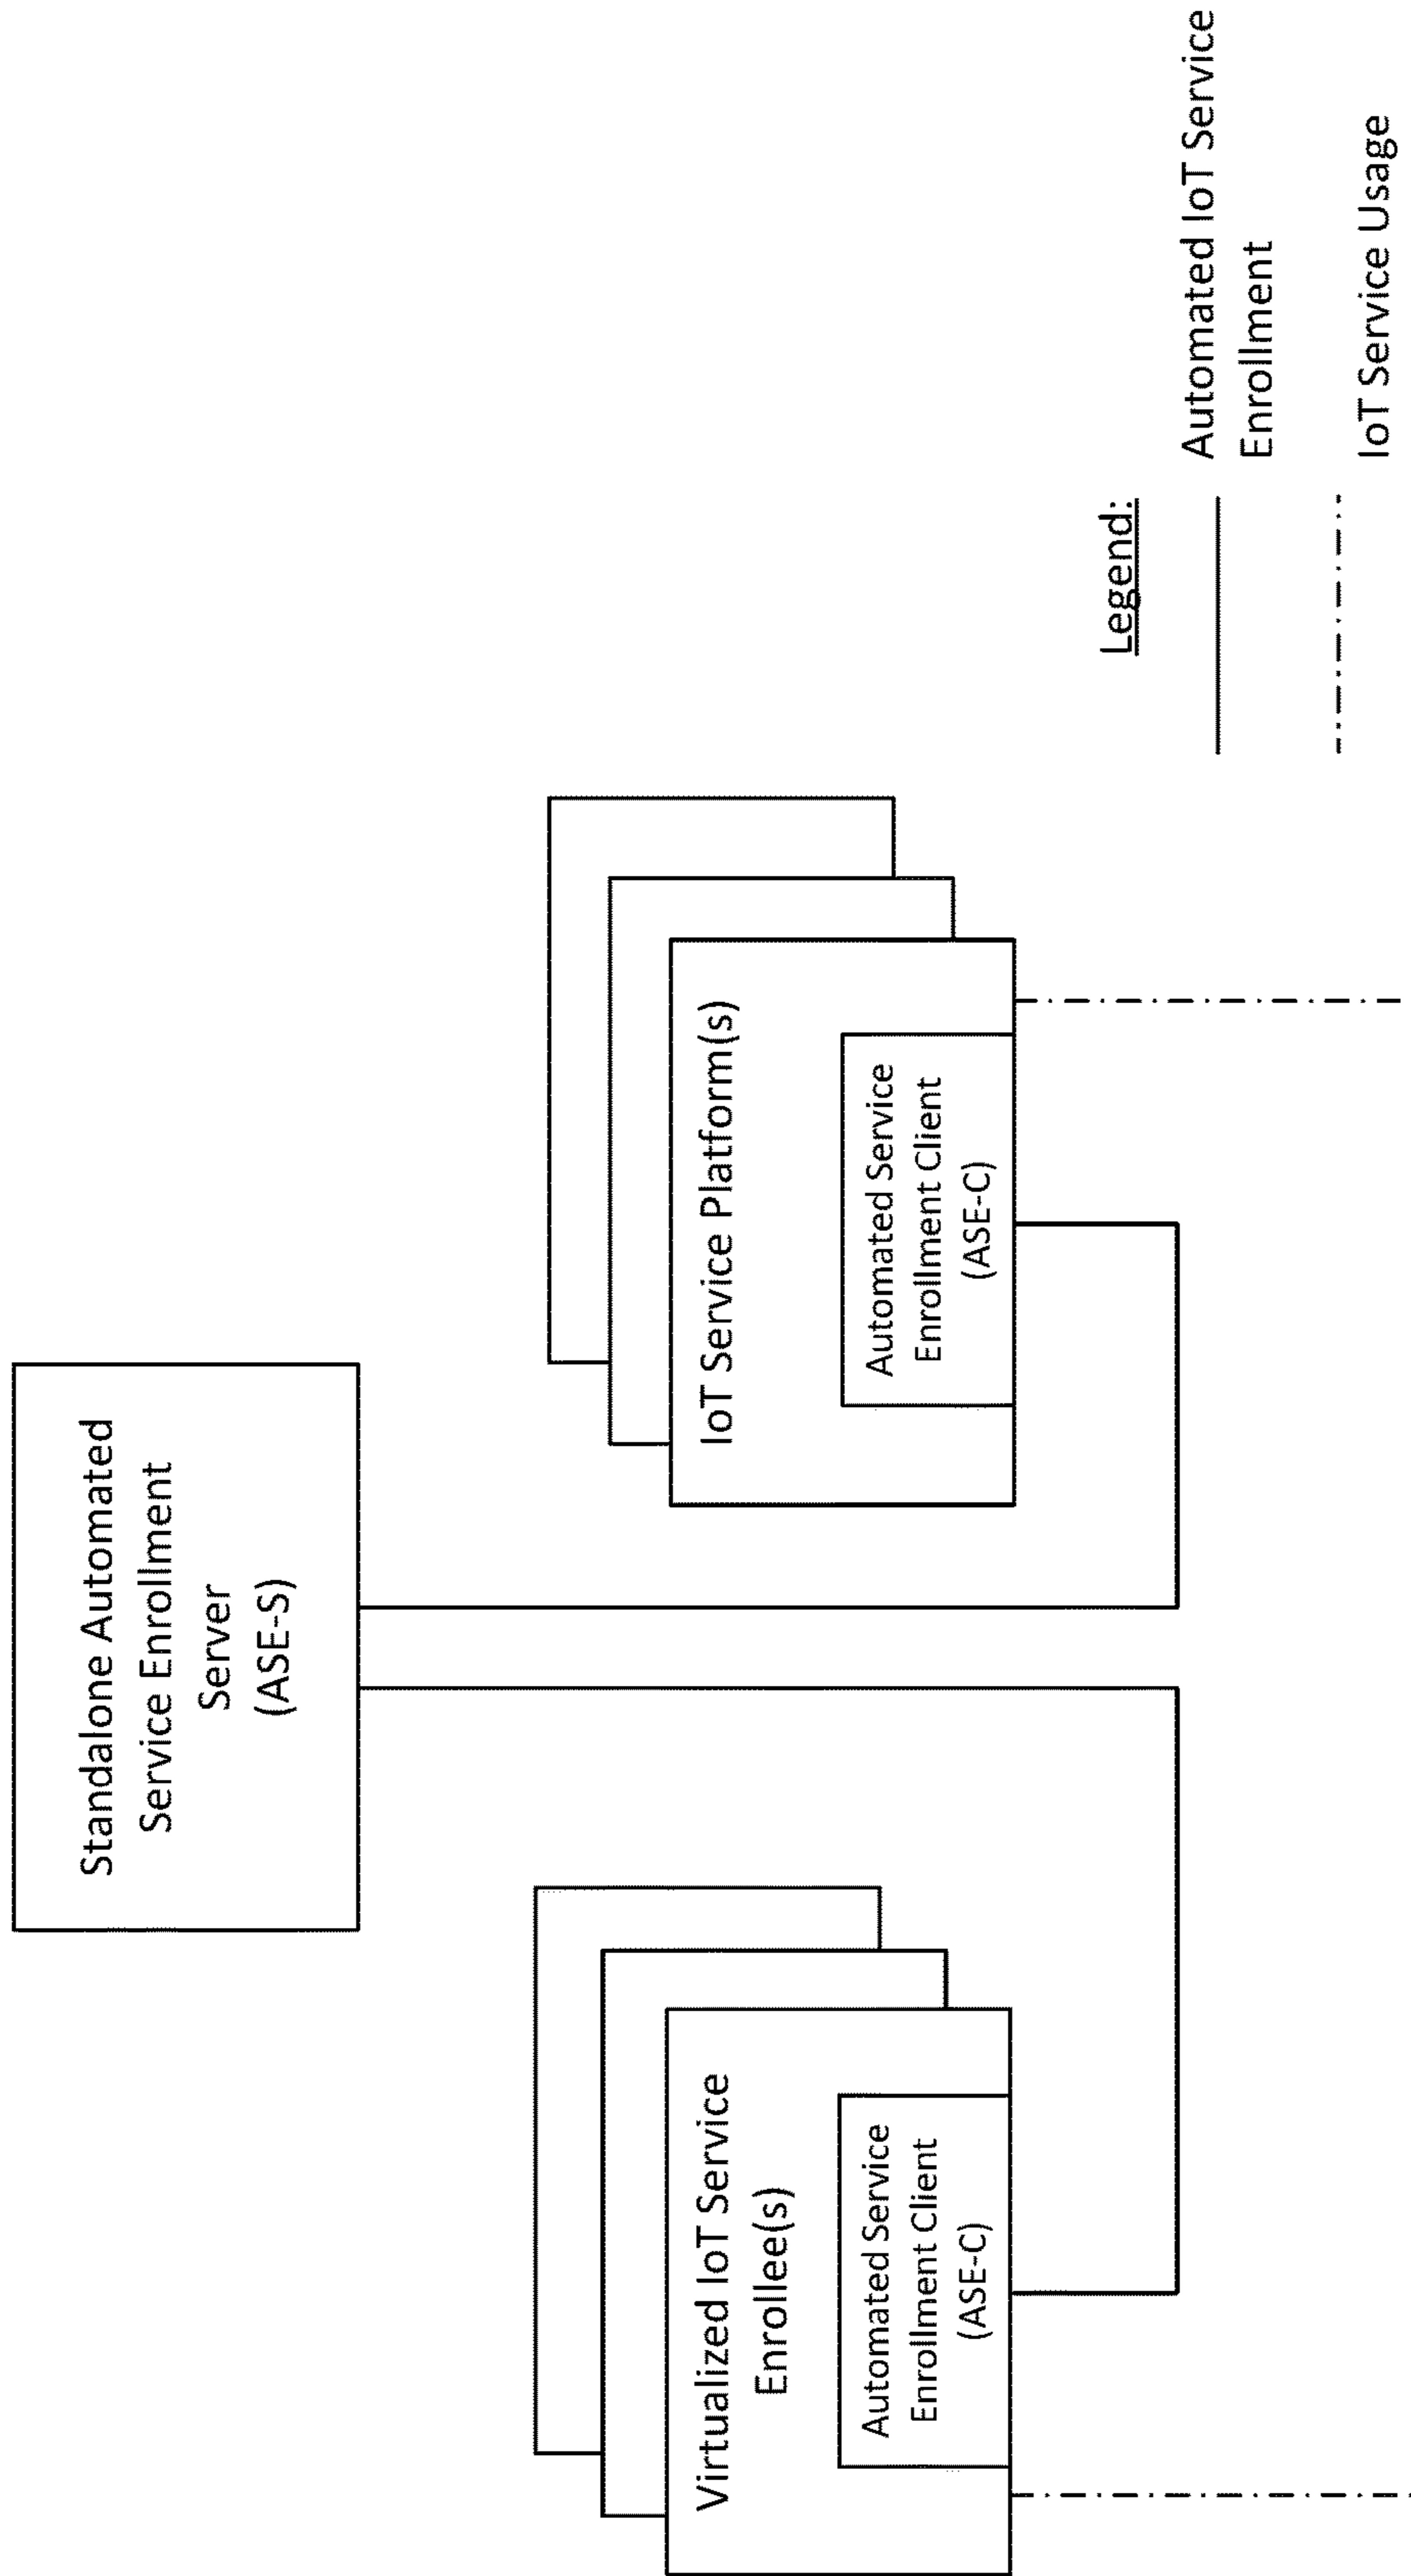 Standalone Automated
Service Enrollment
Server
(ASE-S)
Virtualized IoT Service
Enrollee(s)
Automated Service
Enrollment Client
(ASE-C)
IoT Service Platform(s)
Automated Service
Enrollment Client
(ASE-C)
Legend:
Automated IoT Service
Enrollment
IoT Service Usage